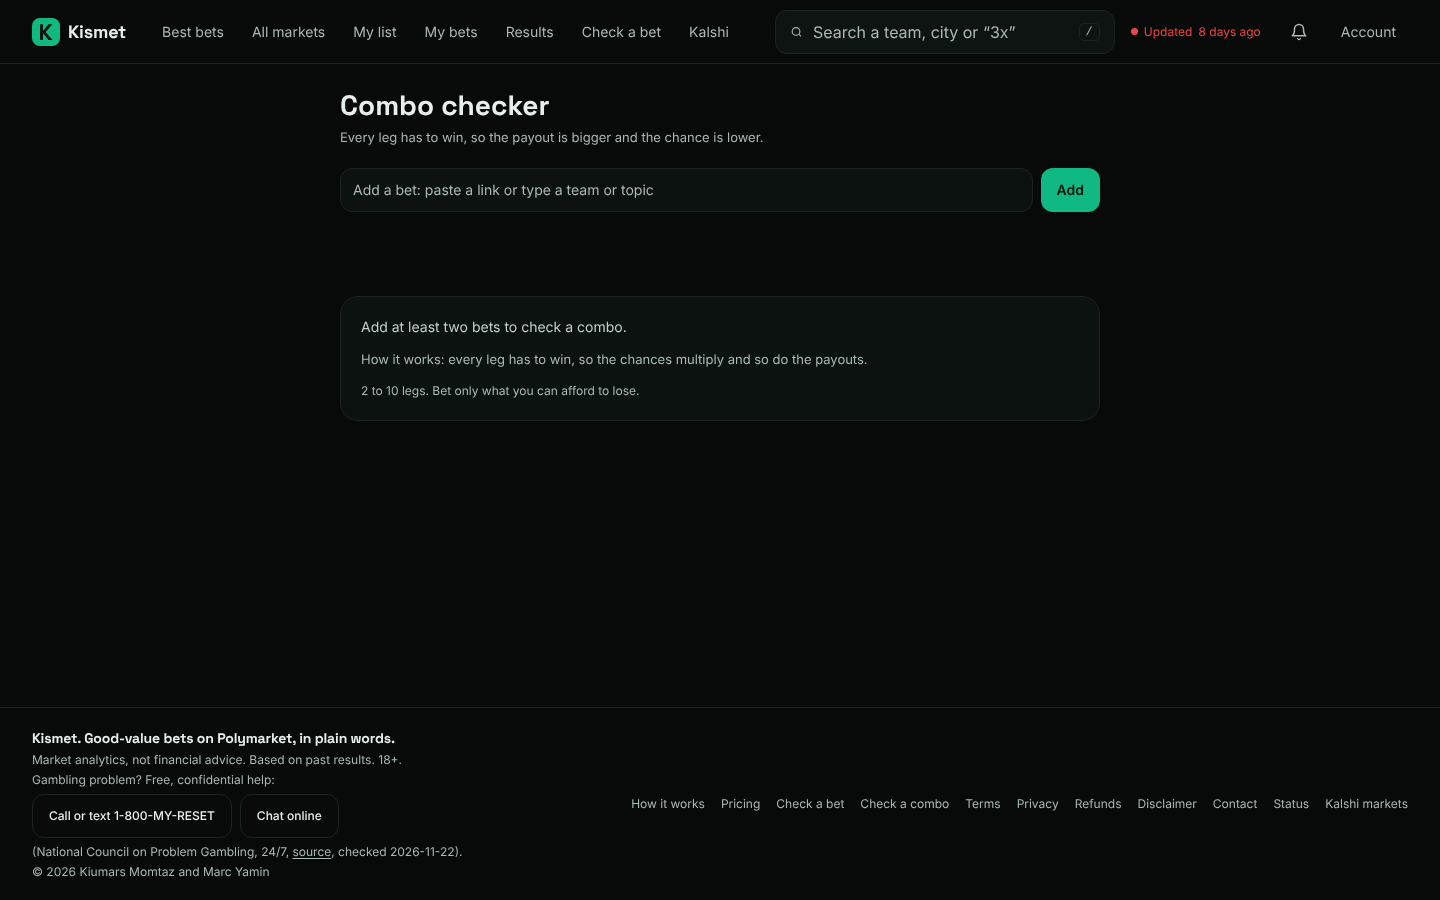 K Kismet Best bets All markets My list My bets Results Check a bet Kalshi Search a team, city or “3x” / Updated 8 days ago Account
Combo checker
Every leg has to win, so the payout is bigger and the chance is lower.
Add a bet: paste a link or type a team or topic Add
Add at least two bets to check a combo.
How it works: every leg has to win, so the chances multiply and so do the payouts.
2 to 10 legs. Bet only what you can afford to lose.
Kismet. Good-value bets on Polymarket, in plain words.
Market analytics, not financial advice. Based on past results. 18+.
Gambling problem? Free, confidential help:
Call or text 1-800-MY-RESET Chat online
(National Council on Problem Gambling, 24/7, source, checked 2026-11-22).
© 2026 Kiumars Momtaz and Marc Yamin
How it works Pricing Check a bet Check a combo Terms Privacy Refunds Disclaimer Contact Status Kalshi markets